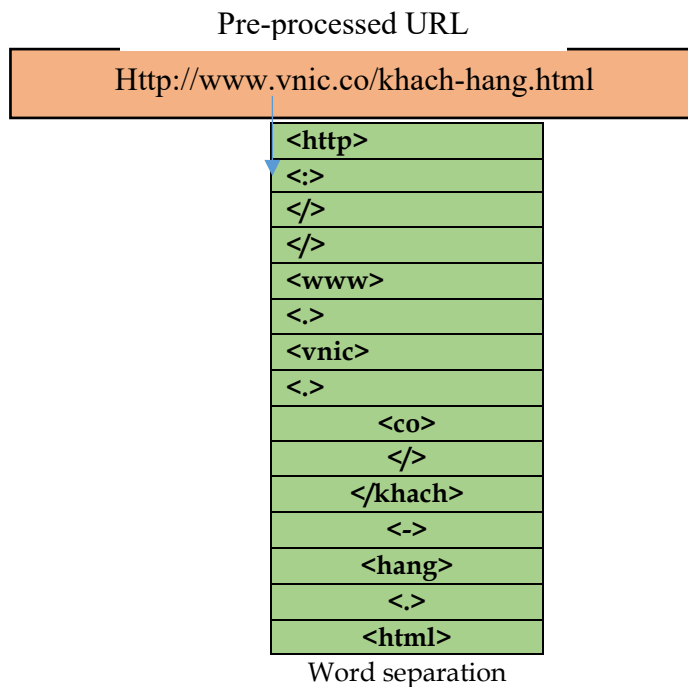 Pre-processed URL
Http://www.vnic.co/khach-hang.html
<http>
<:>
</>
</>
<www>
<.>
<vnic>
<.>
<co>
</>
</khach>
<->
<hang>
<.>
<html>
Word separation